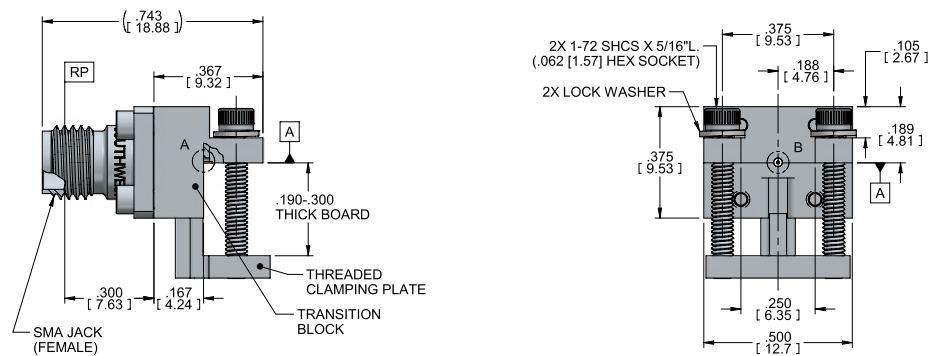 ( .743 )
[ 18.88 ]
RP
.367
[ 9.32 ]
A
A
.190-.300
THICK BOARD
THREADED
CLAMPING PLATE
TRANSITION
BLOCK
.300
[ 7.63 ]
.167
[ 4.24 ]
SMA JACK
(FEMALE)
2X 1-72 SHCS X 5/16"L.
(.062 [1.57] HEX SOCKET)
2X LOCK WASHER
.375
[ 9.53 ]
.188
[ 4.76 ]
.105
[ 2.67 ]
.189
[ 4.81 ]
.375
[ 9.53 ]
B
A
.250
[ 6.35 ]
.500
[ 12.7 ]